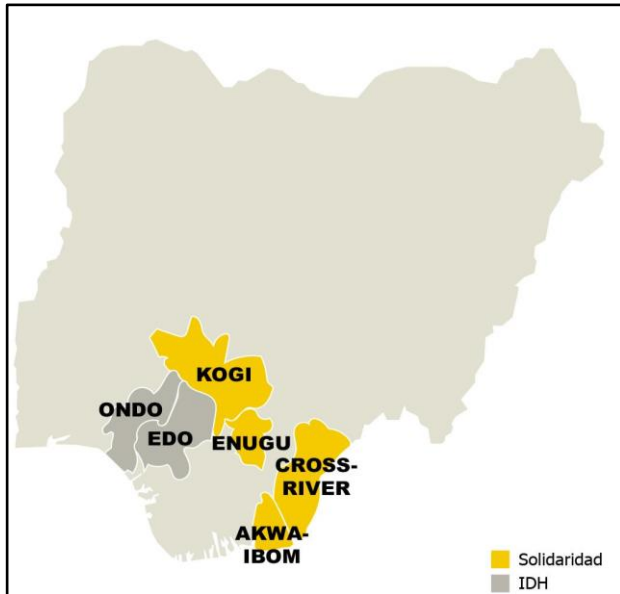 KOGI
ONDO
EDO
ENUGU
CROSS-
RIVER
AKWA-
IBOM
Solidaridad
IDH